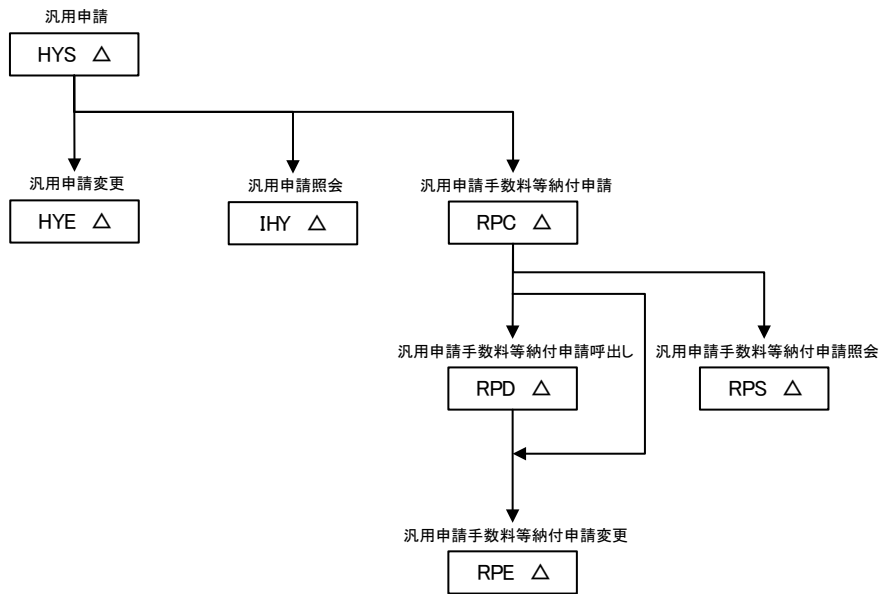 汎用申請
HYS △
汎用申請変更
HYE △
汎用申請照会
IHY △
汎用申請手数料等納付申請
RPC △
汎用申請手数料等納付申請呼出し
RPD △
汎用申請手数料等納付申請照会
RPS △
汎用申請手数料等納付申請変更
RPE △